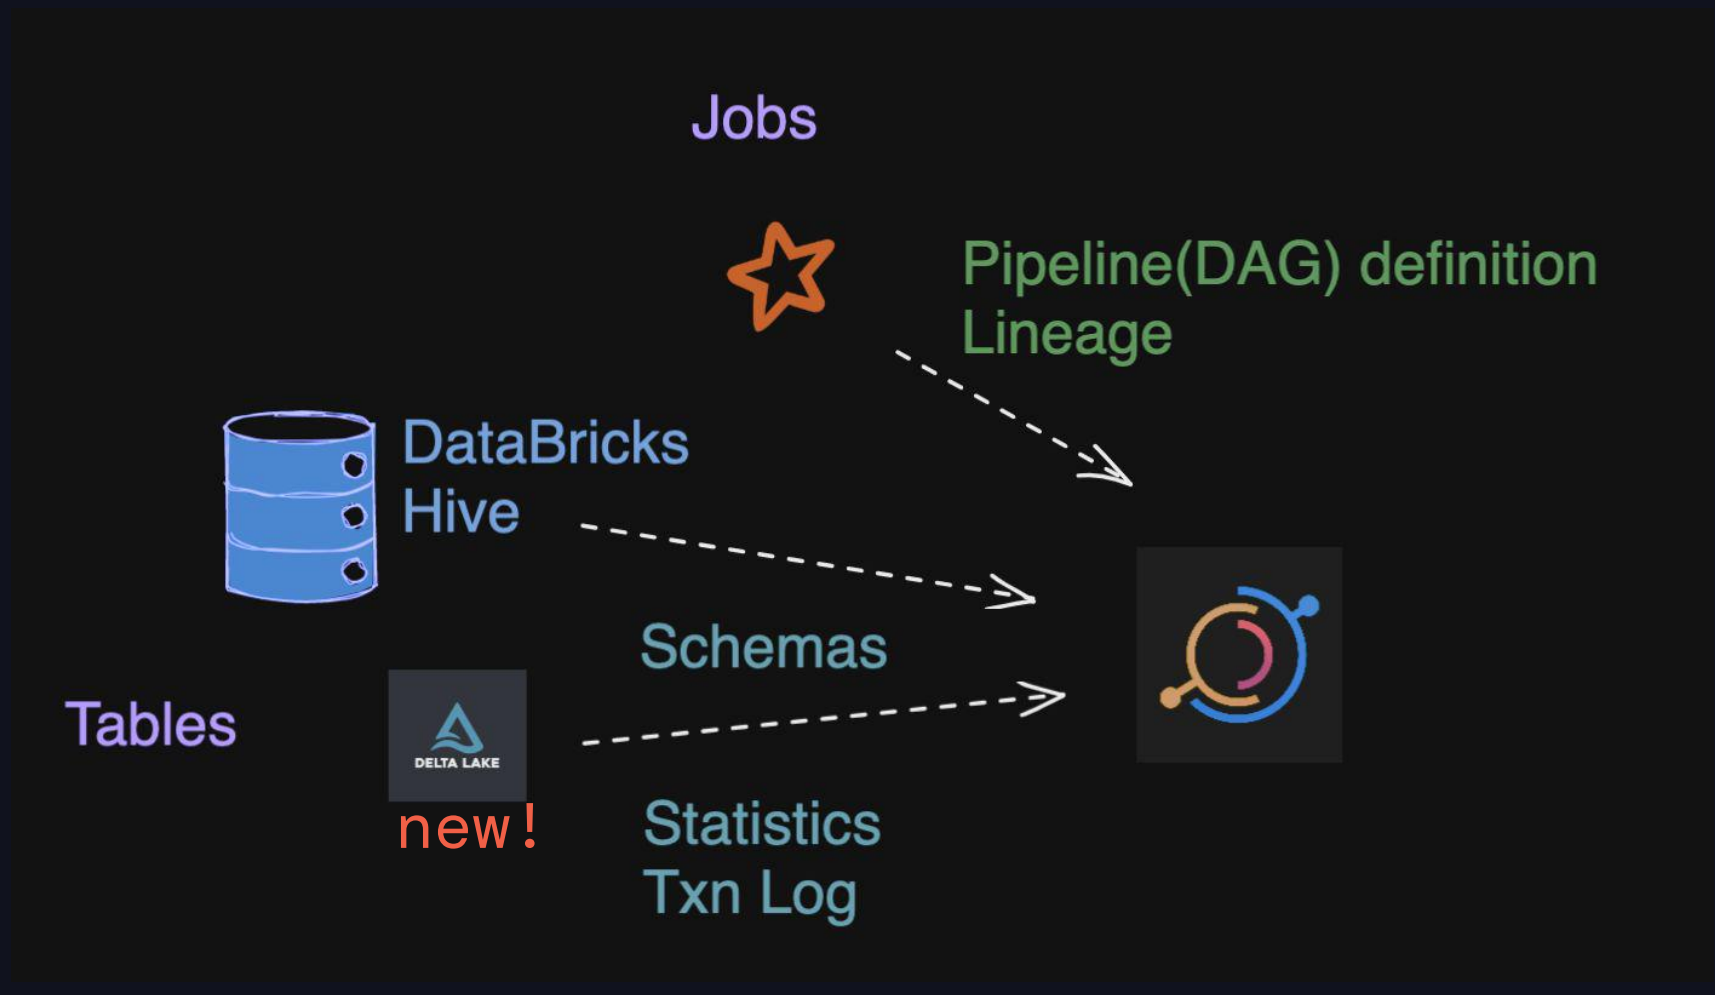 Jobs
Pipeline(DAG) definition
Lineage
DataBricks
Hive
Schemas
Tables
DELTA LAKE
new!
Statistics
Txn Log